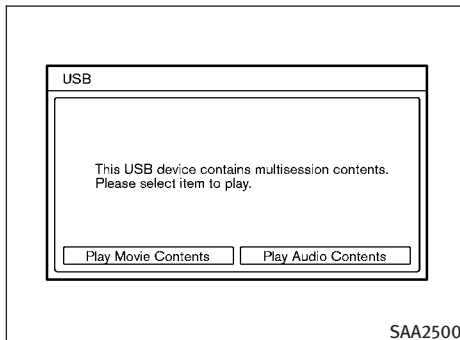 USB
This USB device contains multisession contents.
Please select item to play.
Play Movie Contents Play Audio Contents
SAA2500